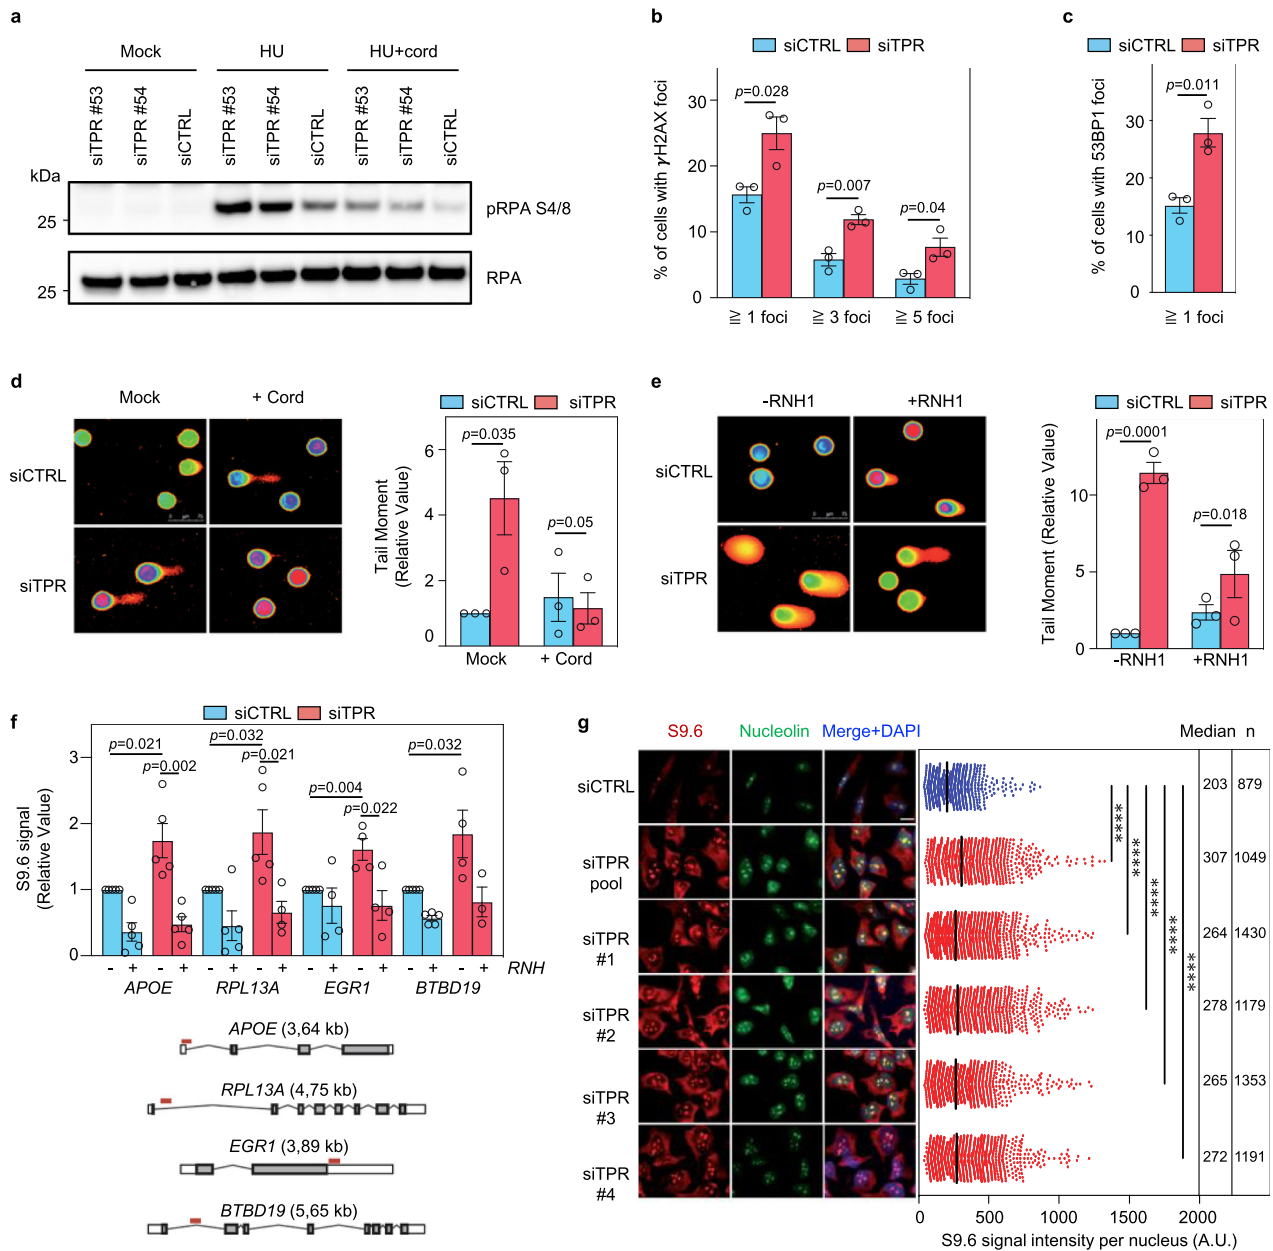 a
Mock HU HU+cord
siTPR #53
siTPR #54
siCTRL
siTPR #53
siTPR #54
siCTRL
siTPR #53
siTPR #54
siCTRL
kDa
25
pRPA S4/8
25
RPA
b
siCTRL siTPR
% of cells with γH2AX foci
30
20
10
0
p=0.028
p=0.007
p=0.04
≧ 1 foci ≧ 3 foci ≧ 5 foci
c
siCTRL siTPR
% of cells with 53BP1 foci
30
20
10
0
p=0.011
≧ 1 foci
d
Mock + Cord
siCTRL
siTPR
siCTRL siTPR
Tail Moment
(Relative Value)
6
4
2
0
p=0.035
p=0.05
Mock + Cord
e
-RNH1 +RNH1
siCTRL
siTPR
siCTRL siTPR
Tail Moment (Relative Value)
10
5
0
p=0.0001
p=0.018
-RNH1 +RNH1
f
siCTRL siTPR
S9.6 signal
(Relative Value)
3
2
1
0
p=0.021
p=0.002
p=0.032
p=0.021
p=0.004
p=0.022
p=0.032
- + - + - + - + - + - + - + - + RNH
APOE RPL13A EGR1 BTBD19
APOE (3,64 kb)
RPL13A (4,75 kb)
EGR1 (3,89 kb)
BTBD19 (5,65 kb)
g
S9.6 Nucleolin Merge+DAPI Median n
siCTRL 203 879
siTPR
pool
307 1049
siTPR
#1
264 1430
siTPR
#2
278 1179
siTPR
#3
265 1353
siTPR
#4
272 1191
****
****
****
****
****
0 500 1000 1500 2000
S9.6 signal intensity per nucleus (A.U.)